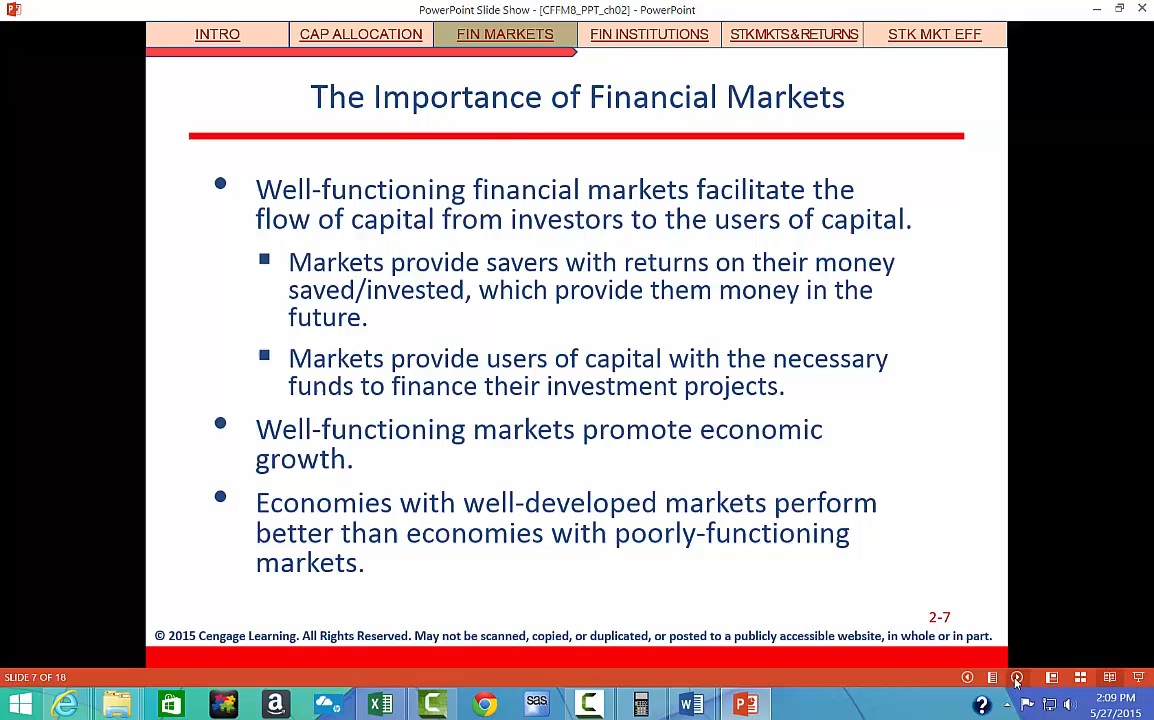 PowerPoint Slide Show - [CFFM8_PPT_ch02] - PowerPoint
INTRO CAP ALLOCATION FIN MARKETS FIN INSTITUTIONS STK MKTS & RETURNS STK MKT EFF
The Importance of Financial Markets
• Well-functioning financial markets facilitate the
flow of capital from investors to the users of capital.
▪ Markets provide savers with returns on their money
saved/invested, which provide them money in the
future.
▪ Markets provide users of capital with the necessary
funds to finance their investment projects.
• Well-functioning markets promote economic
growth.
• Economies with well-developed markets perform
better than economies with poorly-functioning
markets.
2-7
© 2015 Cengage Learning. All Rights Reserved. May not be scanned, copied, or duplicated, or posted to a publicly accessible website, in whole or in part.
SLIDE 7 OF 18
sas
2:09 PM
5/27/2015